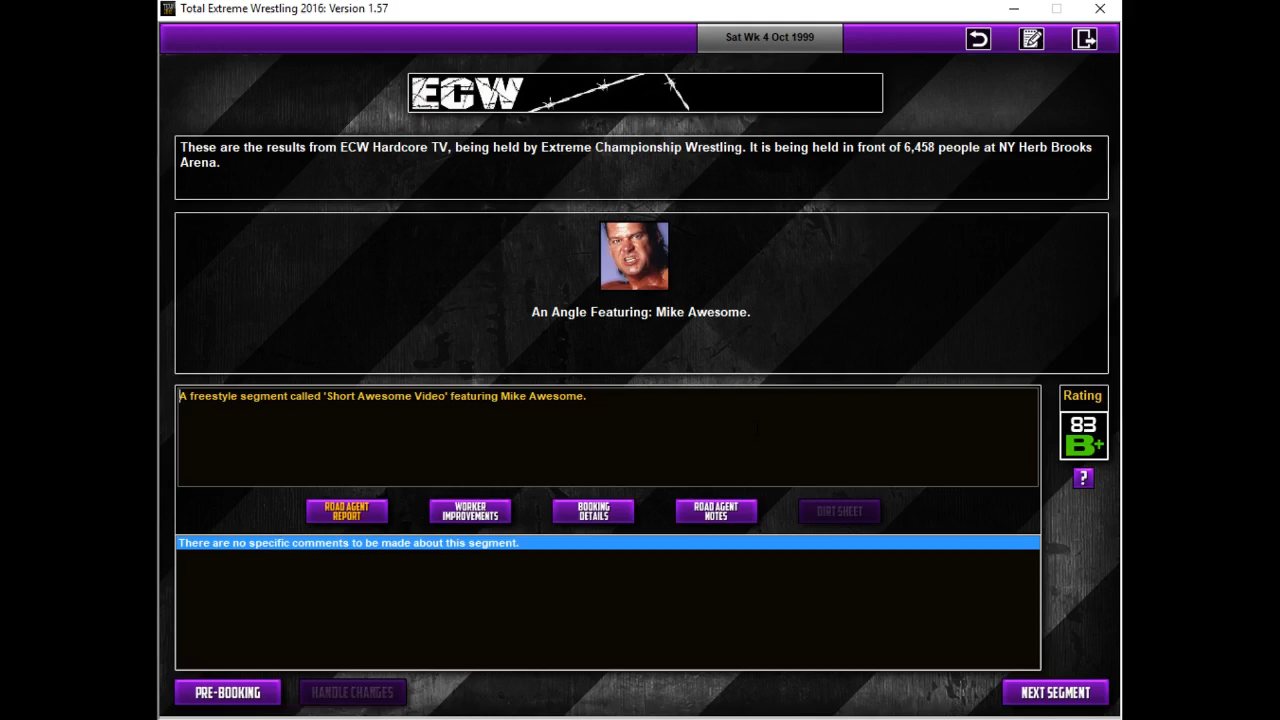 Total Extreme Wrestling 2016: Version 1.57
Sat Wk 4 Oct 1999
ECW
These are the results from ECW Hardcore TV, being held by Extreme Championship Wrestling. It is being held in front of 6,458 people at NY Herb Brooks
Arena.
An Angle Featuring: Mike Awesome.
A freestyle segment called 'Short Awesome Video' featuring Mike Awesome.
Rating
83
B+
?
ROAD AGENT
REPORT
WORKER
IMPROVEMENTS
BOOKING
DETAILS
ROAD AGENT
NOTES
DIRT SHEET
There are no specific comments to be made about this segment.
PRE-BOOKING
HANDLE CHANGES
NEXT SEGMENT